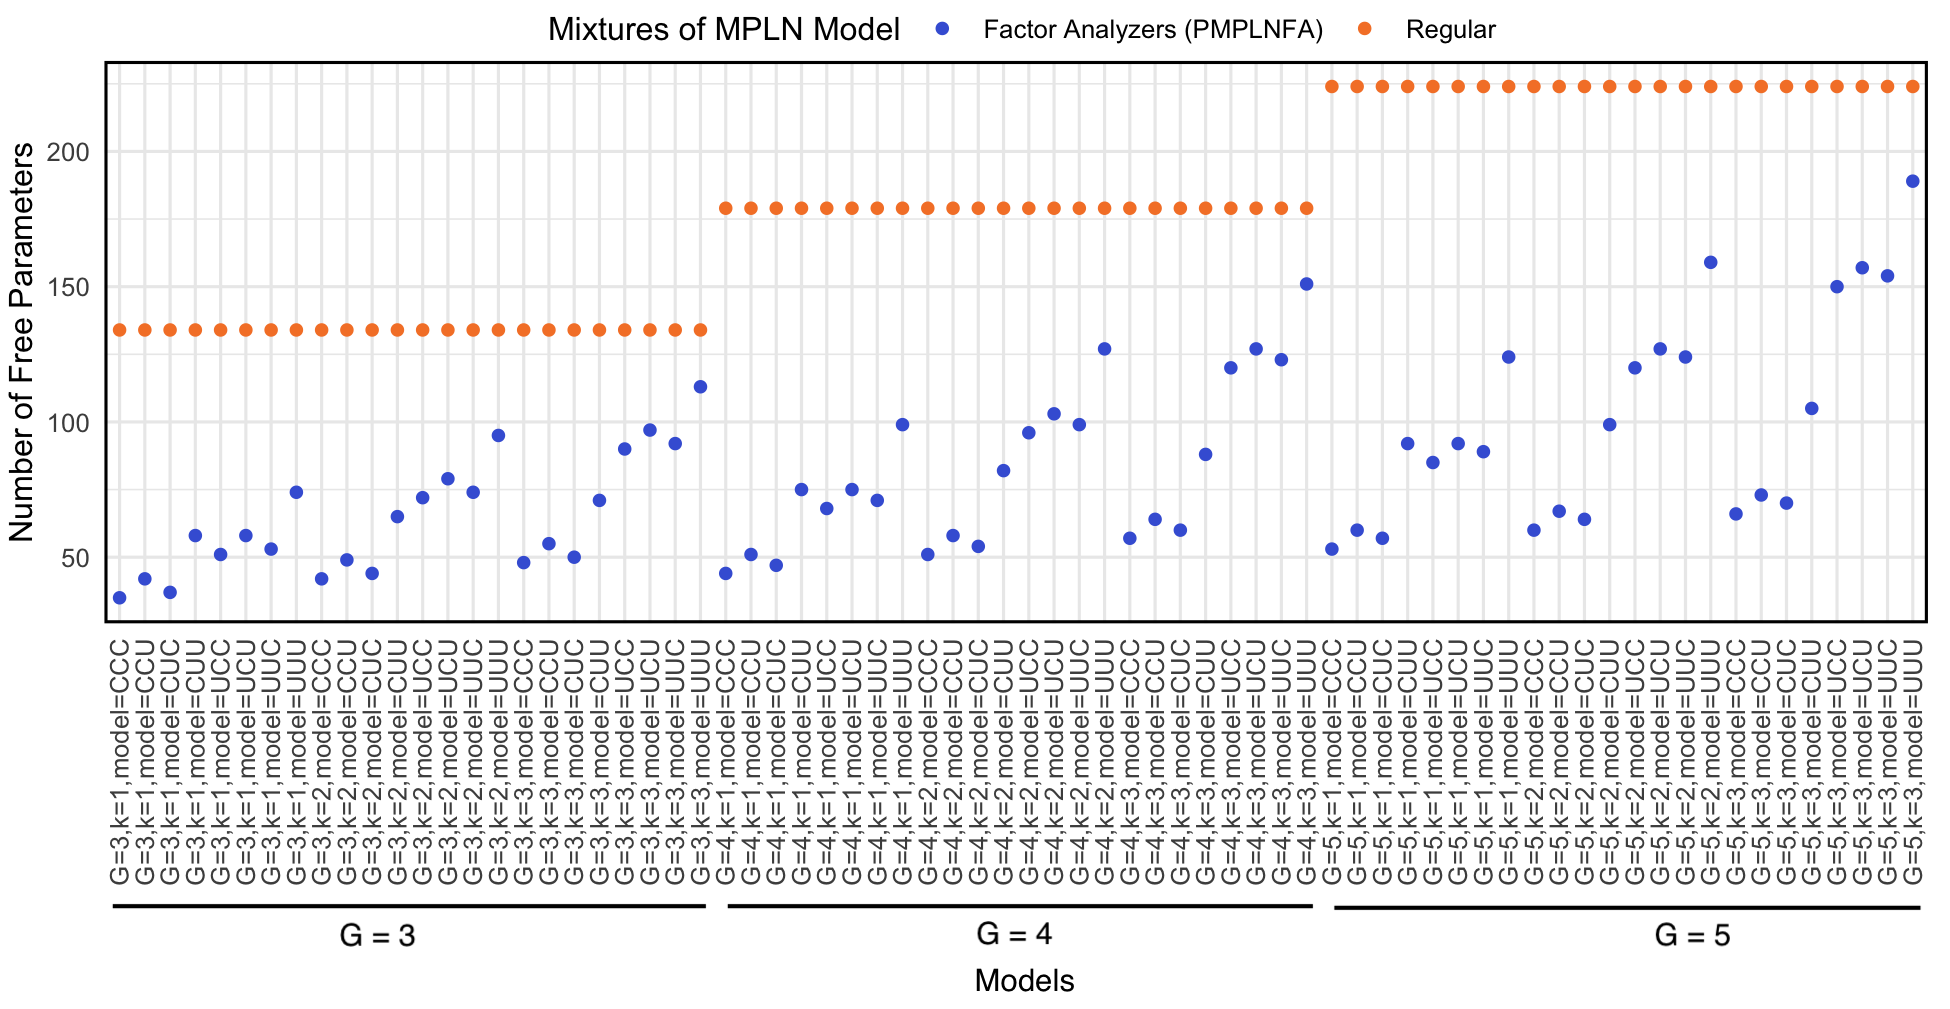 Mixtures of MPLN Model Factor Analyzers (PMPLNFA) Regular
Number of Free Parameters
200
150
100
50
G=3,k=1,model=CCC
G=3,k=1,model=CCU
G=3,k=1,model=CUC
G=3,k=1,model=CUU
G=3,k=1,model=UCC
G=3,k=1,model=UCU
G=3,k=1,model=UUC
G=3,k=1,model=UUU
G=3,k=2,model=CCC
G=3,k=2,model=CCU
G=3,k=2,model=CUC
G=3,k=2,model=CUU
G=3,k=2,model=UCC
G=3,k=2,model=UCU
G=3,k=2,model=UUC
G=3,k=2,model=UUU
G=3,k=3,model=CCC
G=3,k=3,model=CCU
G=3,k=3,model=CUC
G=3,k=3,model=CUU
G=3,k=3,model=UCC
G=3,k=3,model=UCU
G=3,k=3,model=UUC
G=3,k=3,model=UUU
G=4,k=1,model=CCC
G=4,k=1,model=CCU
G=4,k=1,model=CUC
G=4,k=1,model=CUU
G=4,k=1,model=UCC
G=4,k=1,model=UCU
G=4,k=1,model=UUC
G=4,k=1,model=UUU
G=4,k=2,model=CCC
G=4,k=2,model=CCU
G=4,k=2,model=CUC
G=4,k=2,model=CUU
G=4,k=2,model=UCC
G=4,k=2,model=UCU
G=4,k=2,model=UUC
G=4,k=2,model=UUU
G=4,k=3,model=CCC
G=4,k=3,model=CCU
G=4,k=3,model=CUC
G=4,k=3,model=CUU
G=4,k=3,model=UCC
G=4,k=3,model=UCU
G=4,k=3,model=UUC
G=4,k=3,model=UUU
G=5,k=1,model=CCC
G=5,k=1,model=CCU
G=5,k=1,model=CUC
G=5,k=1,model=CUU
G=5,k=1,model=UCC
G=5,k=1,model=UCU
G=5,k=1,model=UUC
G=5,k=1,model=UUU
G=5,k=2,model=CCC
G=5,k=2,model=CCU
G=5,k=2,model=CUC
G=5,k=2,model=CUU
G=5,k=2,model=UCC
G=5,k=2,model=UCU
G=5,k=2,model=UUC
G=5,k=2,model=UUU
G=5,k=3,model=CCC
G=5,k=3,model=CCU
G=5,k=3,model=CUC
G=5,k=3,model=CUU
G=5,k=3,model=UCC
G=5,k=3,model=UCU
G=5,k=3,model=UUC
G=5,k=3,model=UUU
G = 3
G = 4
G = 5
Models